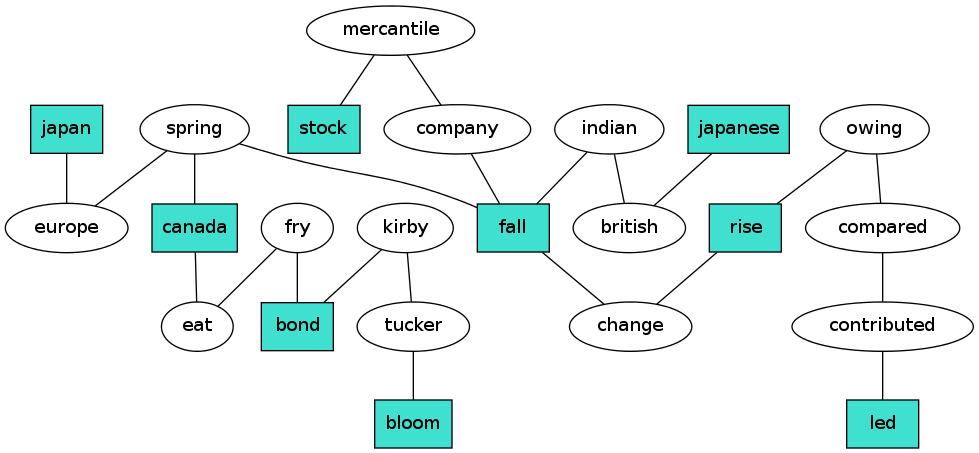 mercantile
japan
spring
stock
company
indian
japanese
owing
europe
canada
fry
kirby
fall
british
rise
compared
eat
bond
tucker
change
contributed
bloom
led